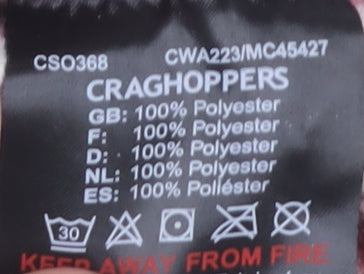 CSO368 CWA223/MC45427
CRAGHOPPERS
GB: 100% Polyester
F: 100% Polyester
D: 100% Polyester
NL: 100% Polyester
ES: 100% Poliéster
30
KEEP AWAY FROM FIRE